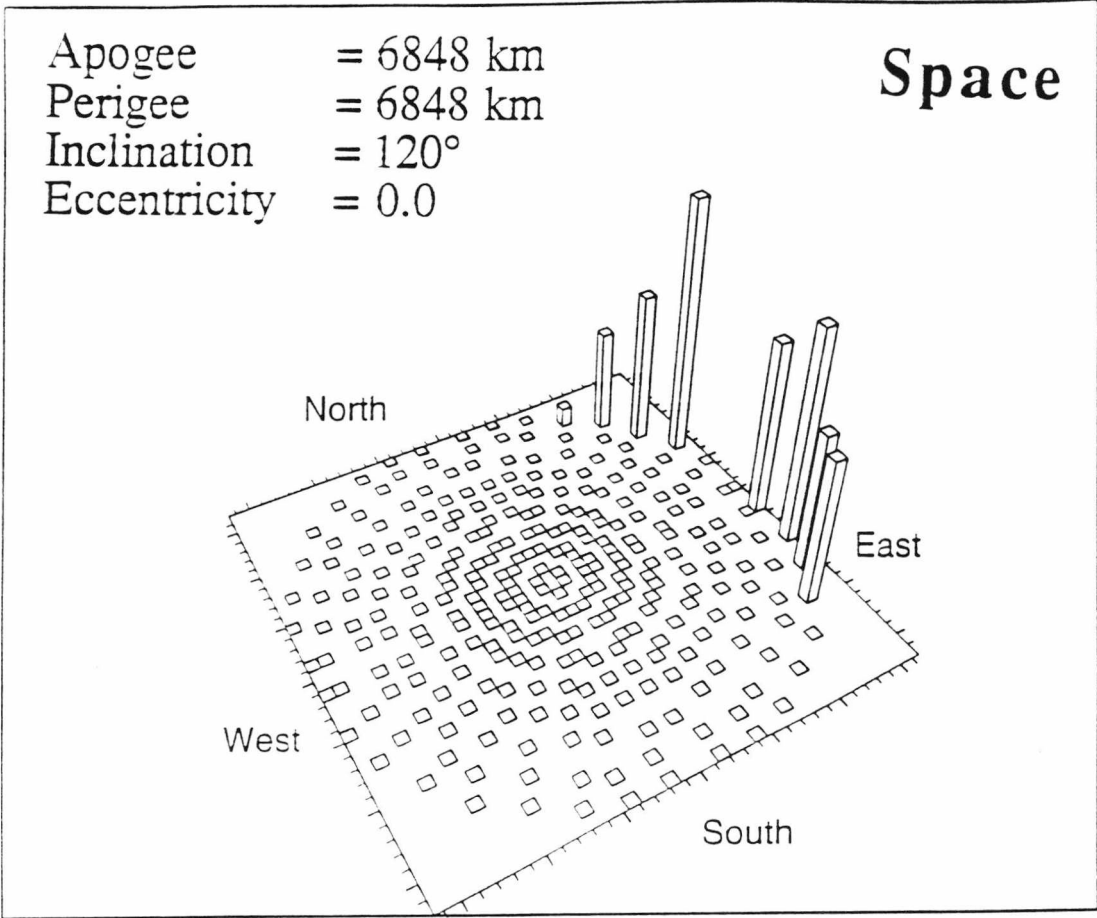 Apogee = 6848 km
Perigee = 6848 km
Inclination = 120°
Eccentricity = 0.0
Space
North
East
West
South